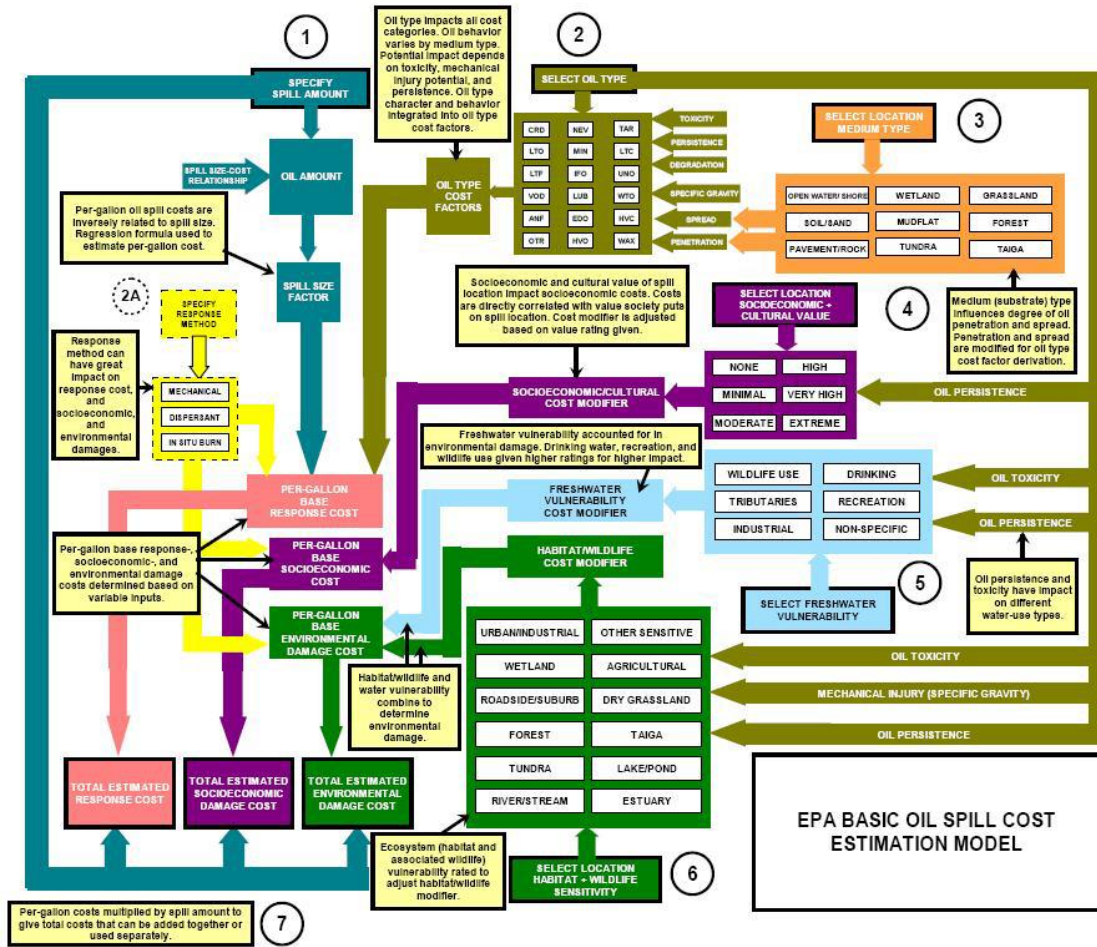 1
SPECIFY
SPILL AMOUNT
Oil type impacts all cost
categories. Oil behavior
varies by medium type.
Potential impact depends
on toxicity, mechanical
injury potential, and
persistence. Oil type
character and behavior
integrated into oil type
cost factors.
2
SELECT OIL TYPE
CRD NEV TAR
LTO MIN LTC
LTF IFO UNO
VOD LUB WTO
ANF EDO HVC
OTR HVO WAX
TOXICITY
PERSISTENCE
DEGRADATION
SPECIFIC GRAVITY
SPREAD
PENETRATION
SELECT LOCATION
MEDIUM TYPE
3
OPEN WATER/ SHORE WETLAND GRASSLAND
SOIL/SAND MUDFLAT FOREST
PAVEMENT/ROCK TUNDRA TAIGA
SPILL SIZE-COST
RELATIONSHIP
OIL AMOUNT
OIL TYPE
COST
FACTORS
Per-gallon oil spill costs are
inversely related to spill size.
Regression formula used to
estimate per-gallon cost.
SPILL SIZE
FACTOR
2A
SPECIFY
RESPONSE
METHOD
Response
method can
have great
impact on
response cost,
and
socioeconomic,
and
environmental
damages.
MECHANICAL
DISPERSANT
IN SITU BURN
Socioeconomic and cultural value of spill
location impact socioeconomic costs. Costs
are directly correlated with value society puts
on spill location. Cost modifier is adjusted
based on value rating given.
SELECT LOCATION
SOCIOECONOMIC +
CULTURAL VALUE
4
Medium (substrate) type
influences degree of oil
penetration and spread.
Penetration and spread
are modified for oil type
cost factor derivation.
NONE HIGH
MINIMAL VERY HIGH
MODERATE EXTREME
OIL PERSISTENCE
SOCIOECONOMIC/CULTURAL
COST MODIFIER
Freshwater vulnerability accounted for in
environmental damage. Drinking water, recreation, and
wildlife use given higher ratings for higher impact.
FRESHWATER
VULNERABILITY
COST MODIFIER
WILDLIFE USE DRINKING
TRIBUTARIES RECREATION
INDUSTRIAL NON-SPECIFIC
OIL TOXICITY
OIL PERSISTENCE
PER-GALLON
BASE
RESPONSE COST
Per-gallon base response-,
socioeconomic-, and
environmental damage
costs determined based on
variable inputs.
PER-GALLON
BASE
SOCIOECONOMIC
COST
HABITAT/WILDLIFE
COST MODIFIER
5
SELECT FRESHWATER
VULNERABILITY
Oil persistence and
toxicity have impact
on different
water-use types.
PER-GALLON
BASE
ENVIRONMENTAL
DAMAGE COST
URBAN/INDUSTRIAL OTHER SENSITIVE
WETLAND AGRICULTURAL
ROADSIDE/SUBURB DRY GRASSLAND
FOREST TAIGA
TUNDRA LAKE/POND
RIVER/STREAM ESTUARY
OIL TOXICITY
MECHANICAL INJURY (SPECIFIC GRAVITY)
OIL PERSISTENCE
Habitat/wildlife and
water vulnerability
combine to
determine
environmental
damage.
TOTAL ESTIMATED
RESPONSE COST
TOTAL ESTIMATED
SOCIOECONOMIC
DAMAGE COST
TOTAL ESTIMATED
ENVIRONMENTAL
DAMAGE COST
EPA BASIC OIL SPILL COST
ESTIMATION MODEL
Ecosystem (habitat and
associated wildlife)
vulnerability rated to
adjust habitat/wildlife
modifier.
SELECT LOCATION
HABITAT + WILDLIFE
SENSITIVITY
6
Per-gallon costs multiplied by spill amount to
give total costs that can be added together or
used separately.
7